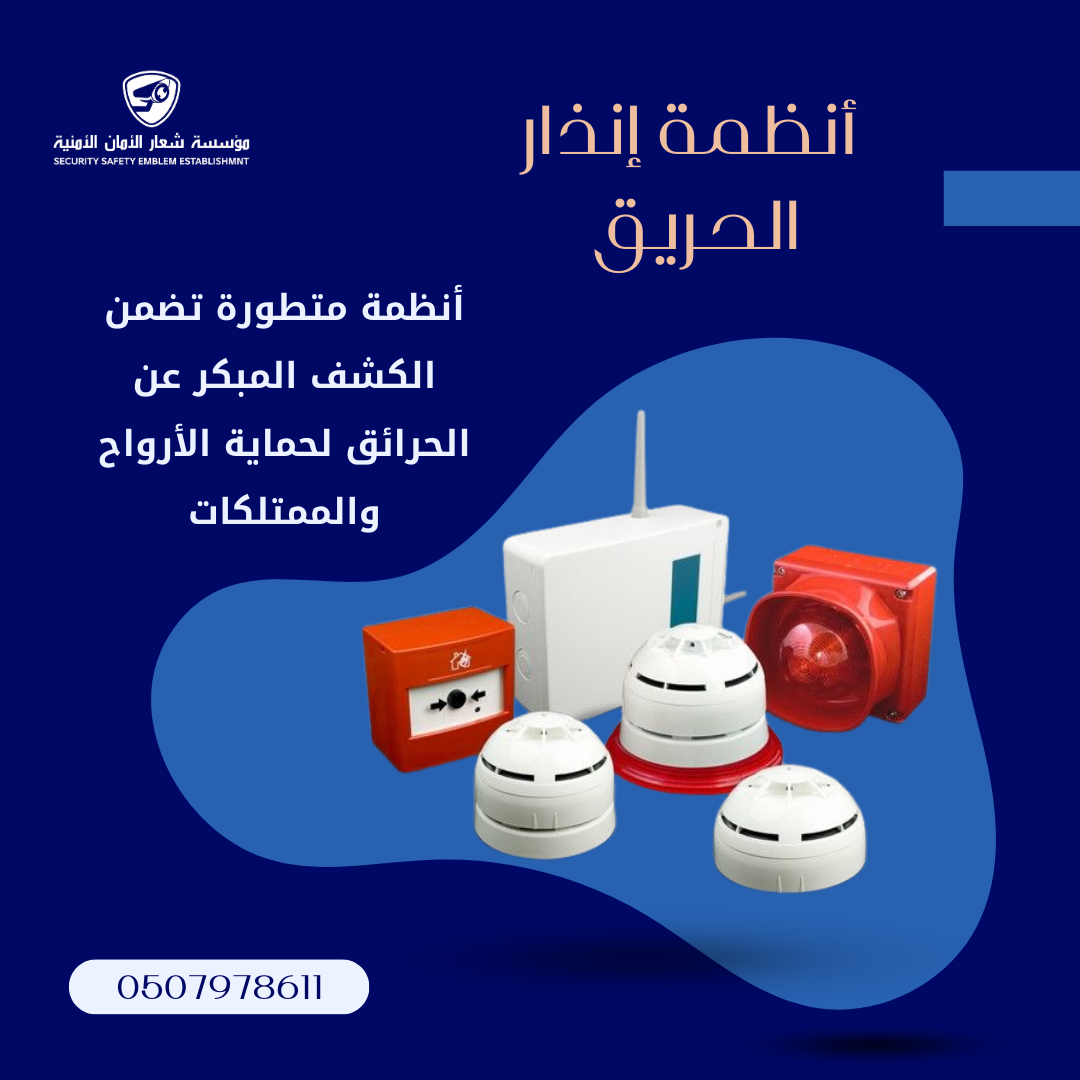 مؤسسة شعار الأمان الأمنية
SECURITY SAFETY EMBLEM ESTABLISHMNT
أنظمة إنذار
الحريق
أنظمة متطورة تضمن
الكشف المبكر عن
الحرائق لحماية الأرواح
والممتلكات
0507978611